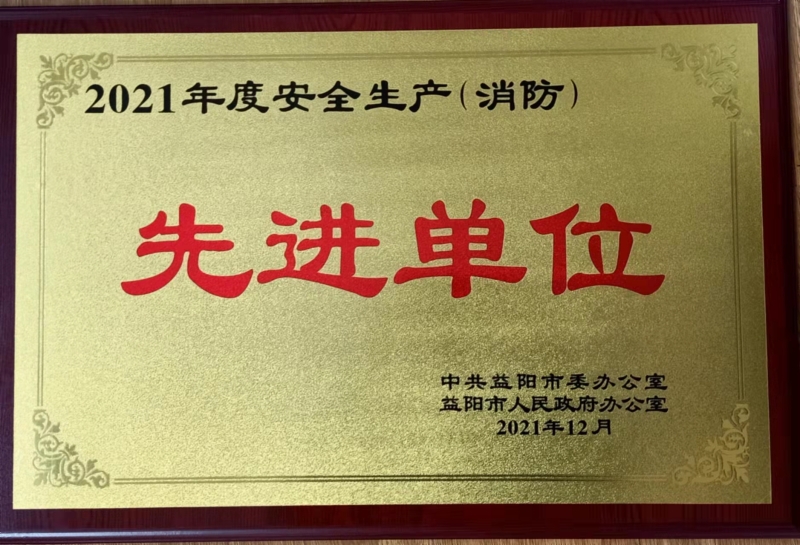 2021年度安全生产（消防）
先进单位
中共益阳市委办公室
益阳市人民政府办公室
2021年12月